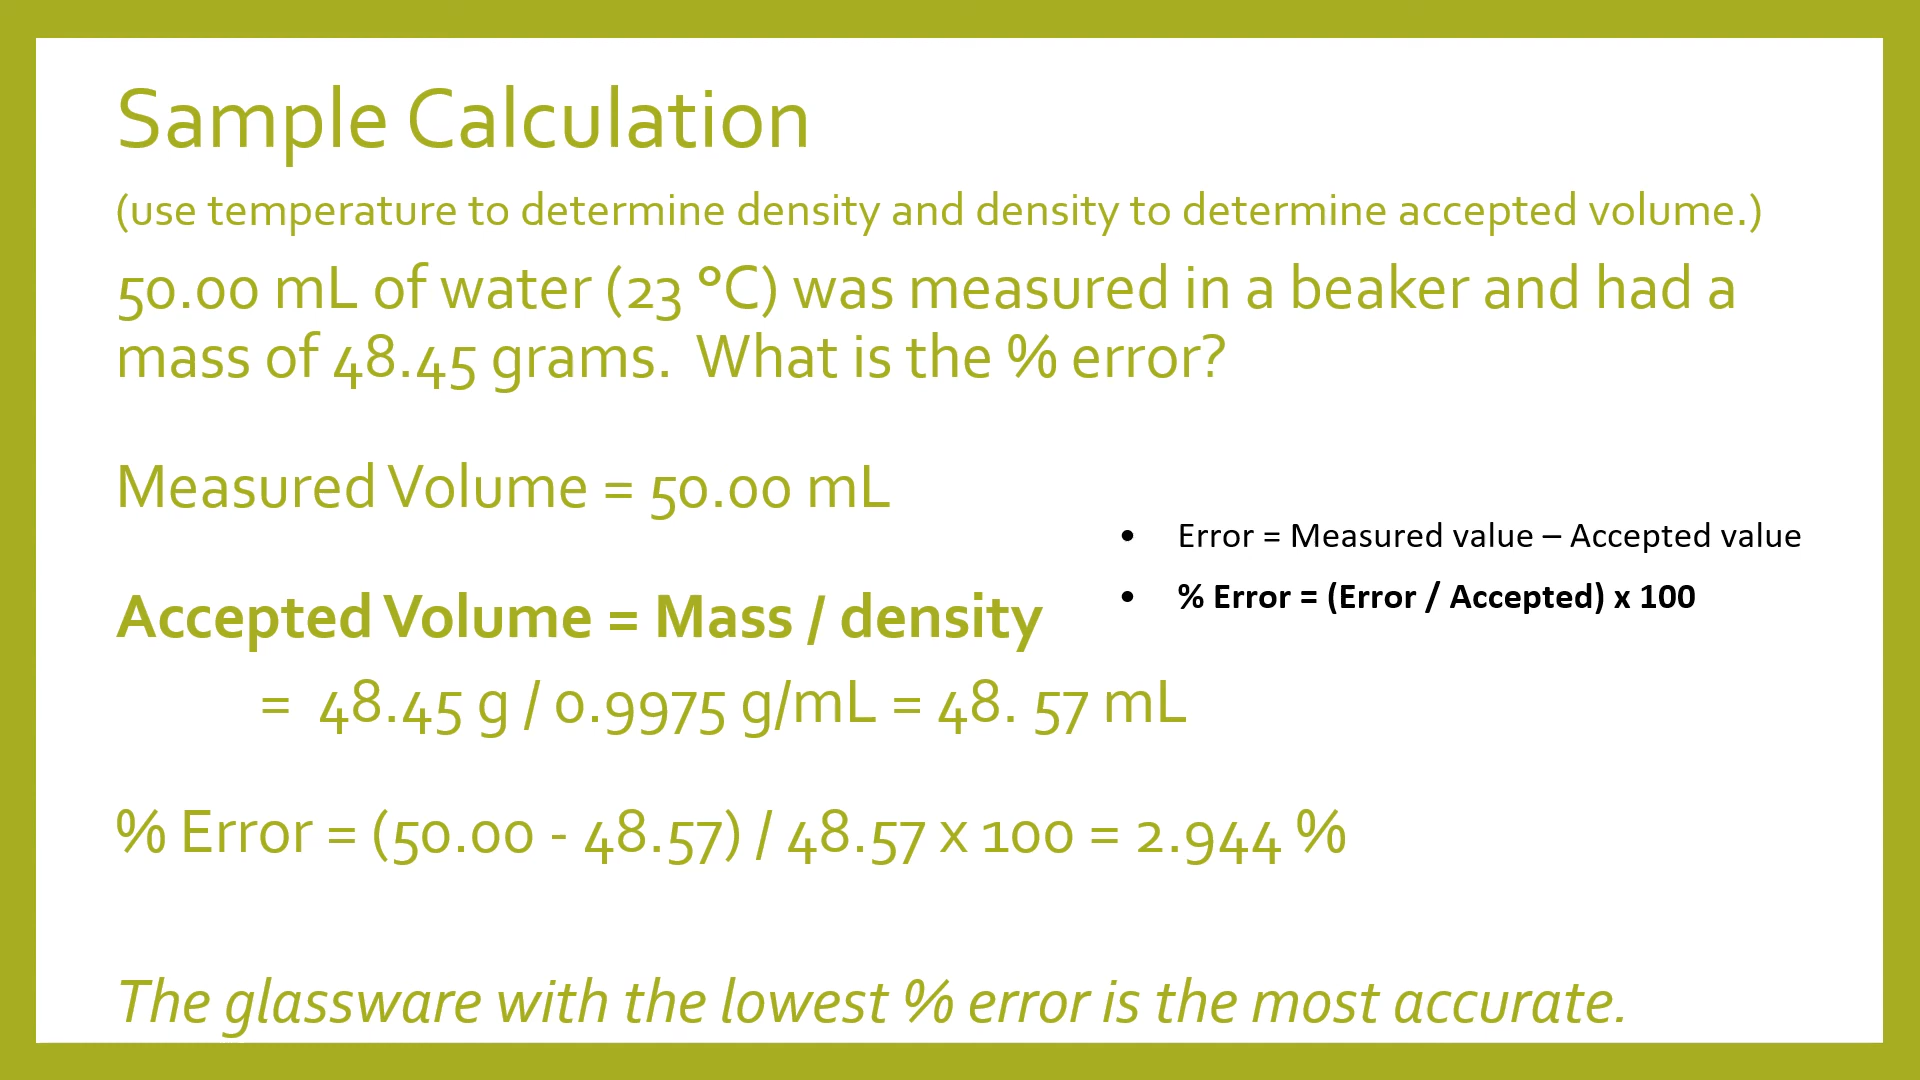 Sample Calculation
(use temperature to determine density and density to determine accepted volume.)
50.00 mL of water (23 °C) was measured in a beaker and had a
mass of 48.45 grams.  What is the % error?
Measured Volume = 50.00 mL
• Error = Measured value – Accepted value
• % Error = (Error / Accepted) x 100
Accepted Volume = Mass / density
= 48.45 g / 0.9975 g/mL = 48. 57 mL
% Error = (50.00 - 48.57) / 48.57 x 100 = 2.944 %
The glassware with the lowest % error is the most accurate.